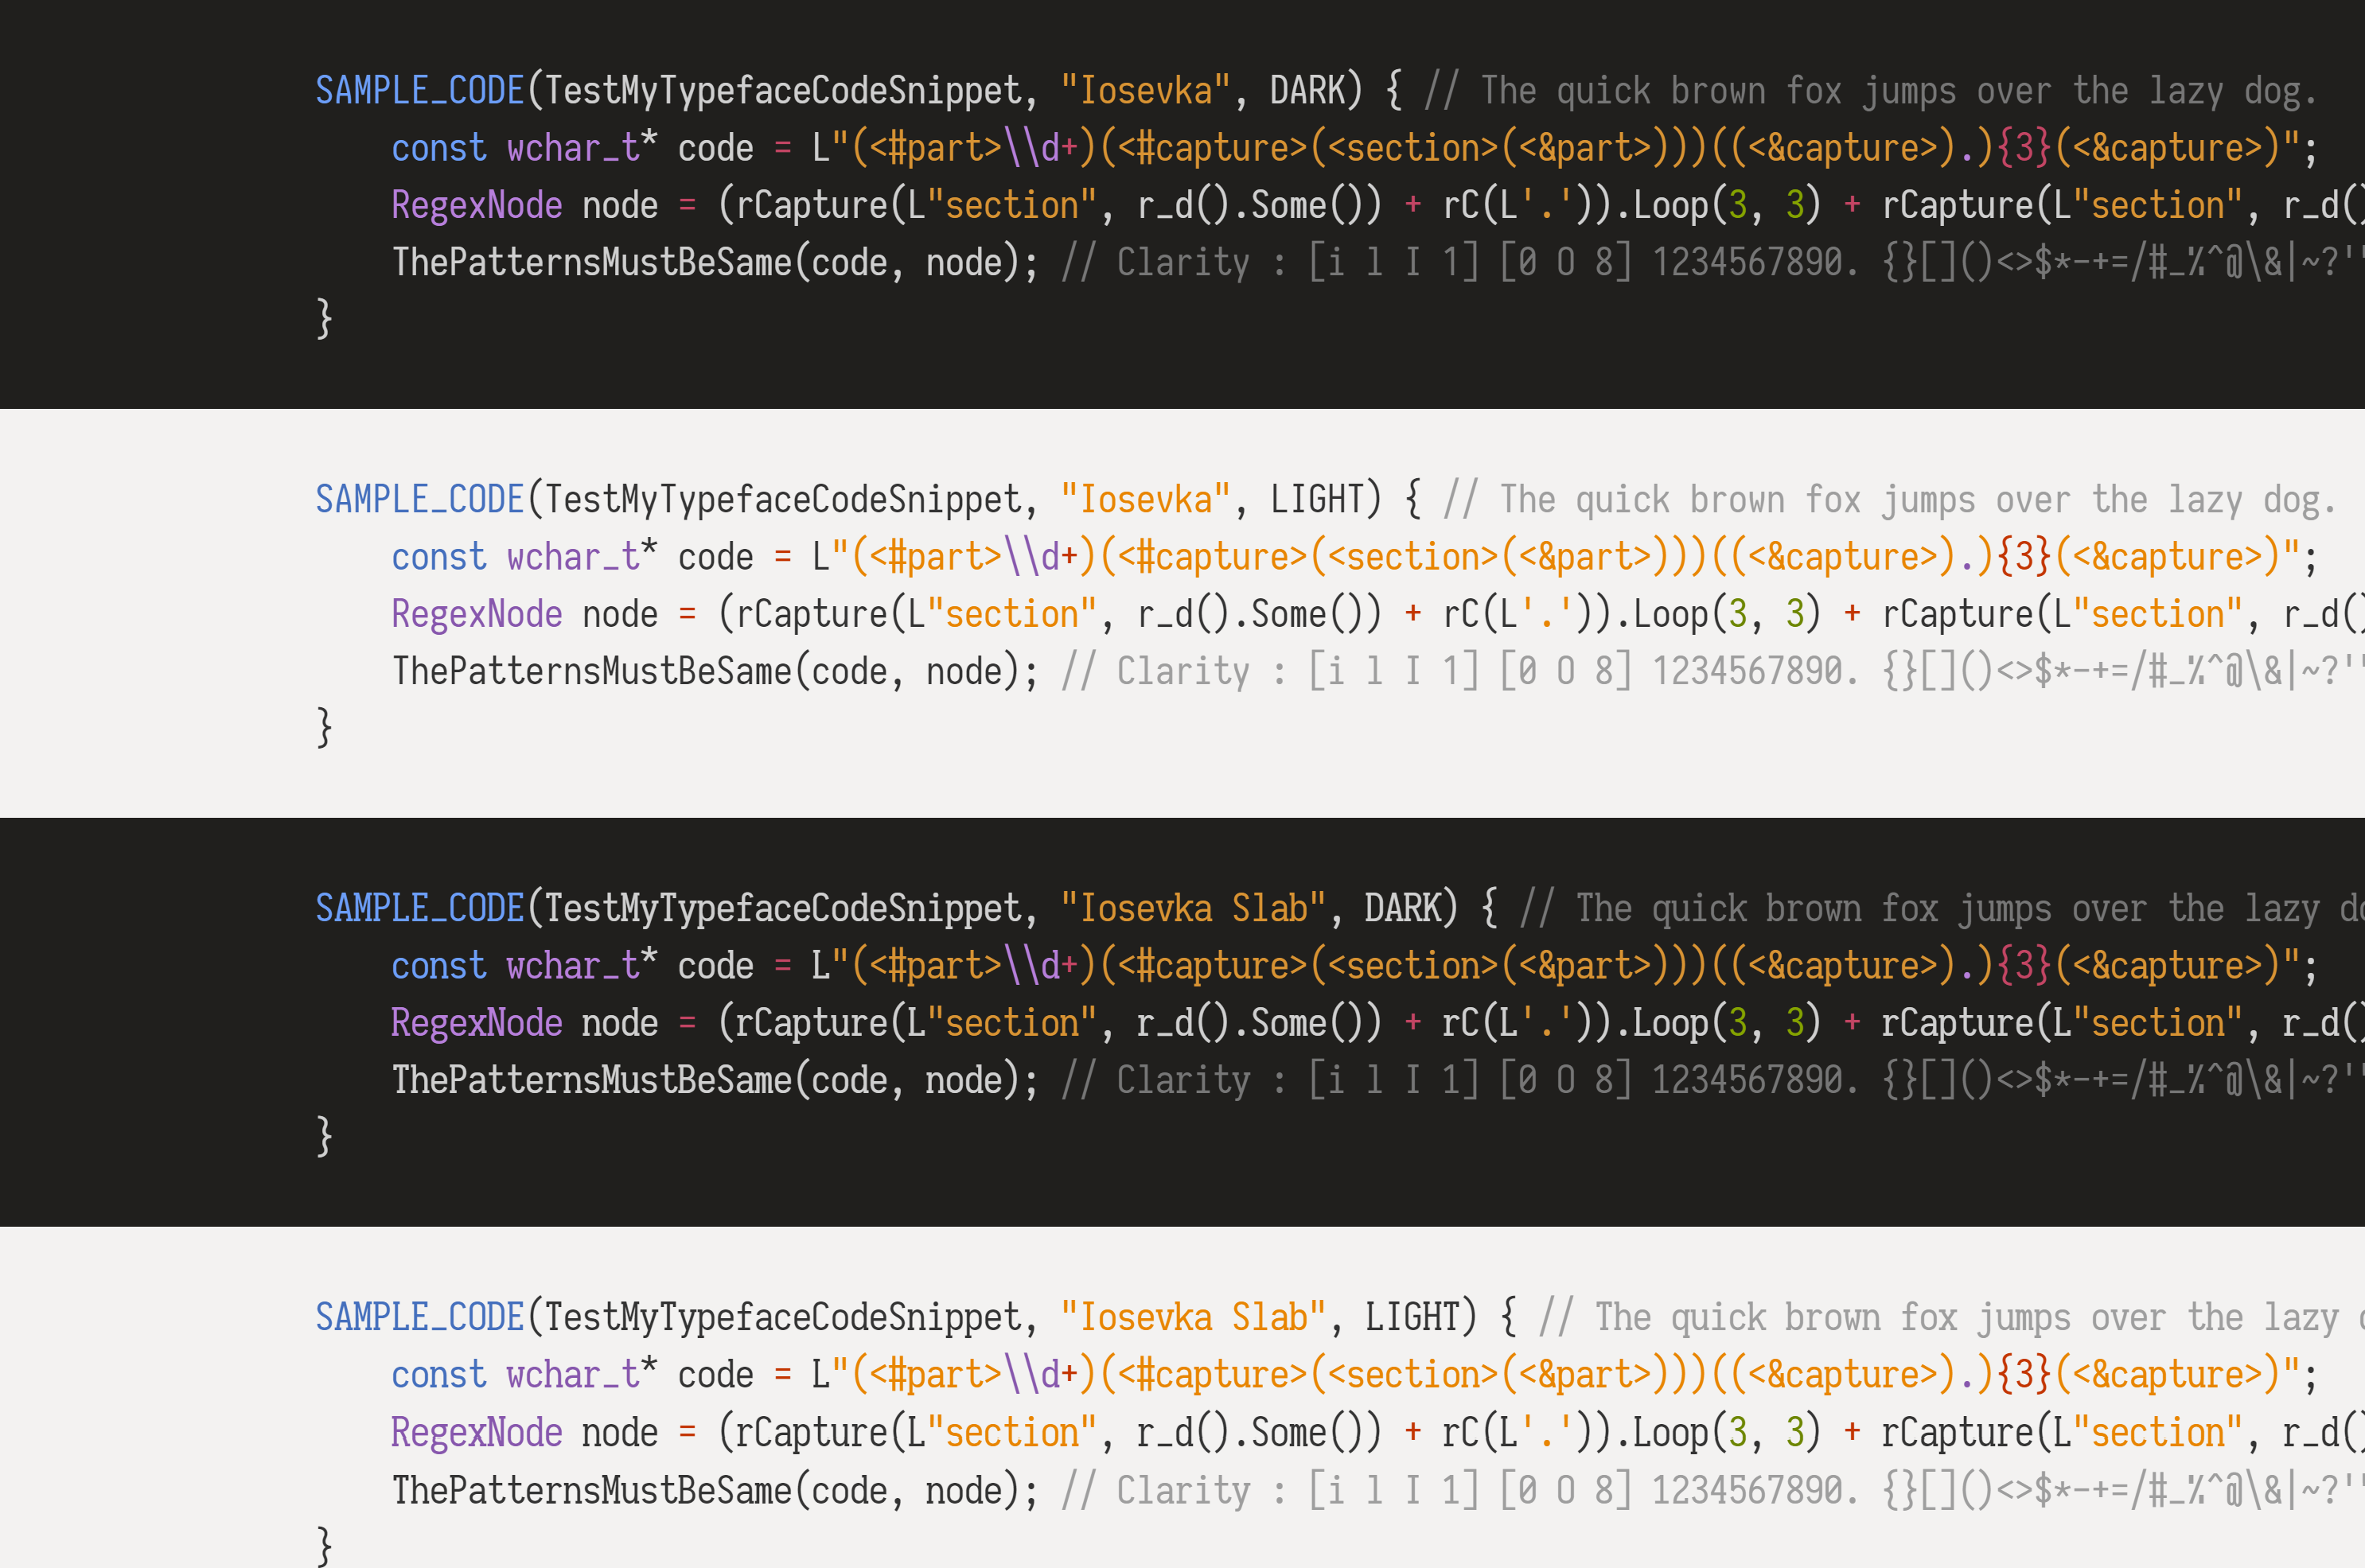 SAMPLE_CODE(TestMyTypefaceCodeSnippet, "Iosevka", DARK) { // The quick brown fox jumps over the lazy dog.
    const wchar_t* code = L"(<#part>\\d+)(<#capture>(<section>(<&part>)))((<&capture>).){3}(<&capture>)";
    RegexNode node = (rCapture(L"section", r_d().Some()) + rC(L'.')).Loop(3, 3) + rCapture(L"section", r_d()
    ThePatternsMustBeSame(code, node); // Clarity : [i l I 1] [0 O 8] 1234567890. {}[]()<>$*-+=/#_%^@\&|~?'"
}
SAMPLE_CODE(TestMyTypefaceCodeSnippet, "Iosevka", LIGHT) { // The quick brown fox jumps over the lazy dog.
    const wchar_t* code = L"(<#part>\\d+)(<#capture>(<section>(<&part>)))((<&capture>).){3}(<&capture>)";
    RegexNode node = (rCapture(L"section", r_d().Some()) + rC(L'.')).Loop(3, 3) + rCapture(L"section", r_d()
    ThePatternsMustBeSame(code, node); // Clarity : [i l I 1] [0 O 8] 1234567890. {}[]()<>$*-+=/#_%^@\&|~?'"
}
SAMPLE_CODE(TestMyTypefaceCodeSnippet, "Iosevka Slab", DARK) { // The quick brown fox jumps over the lazy
    const wchar_t* code = L"(<#part>\\d+)(<#capture>(<section>(<&part>)))((<&capture>).){3}(<&capture>)";
    RegexNode node = (rCapture(L"section", r_d().Some()) + rC(L'.')).Loop(3, 3) + rCapture(L"section", r_d()
    ThePatternsMustBeSame(code, node); // Clarity : [i l I 1] [0 O 8] 1234567890. {}[]()<>$*-+=/#_%^@\&|~?'"
}
SAMPLE_CODE(TestMyTypefaceCodeSnippet, "Iosevka Slab", LIGHT) { // The quick brown fox jumps over the lazy
    const wchar_t* code = L"(<#part>\\d+)(<#capture>(<section>(<&part>)))((<&capture>).){3}(<&capture>)";
    RegexNode node = (rCapture(L"section", r_d().Some()) + rC(L'.')).Loop(3, 3) + rCapture(L"section", r_d()
    ThePatternsMustBeSame(code, node); // Clarity : [i l I 1] [0 O 8] 1234567890. {}[]()<>$*-+=/#_%^@\&|~?'"
}